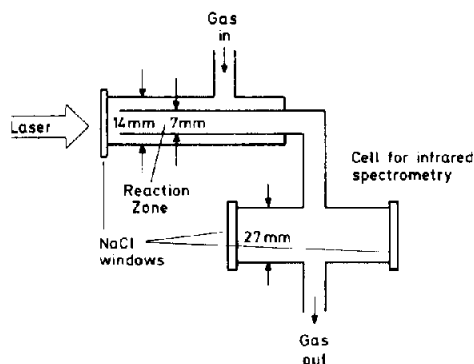 Gas
in
Laser
14mm
7mm
Reaction
Zone
Cell for infrared
spectrometry
NaCl
windows
27mm
Gas
out